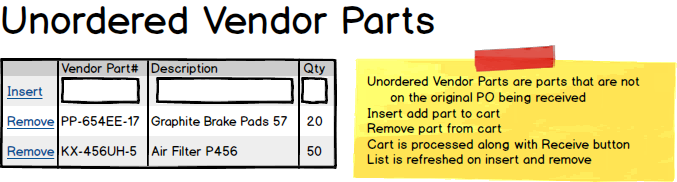 Unordered Vendor Parts
Vendor Part# Description Qty
Insert
Remove PP-654EE-17 Graphite Brake Pads 57 20
Remove KX-456UH-5 Air Filter P456 50
Unordered Vendor Parts are parts that are not
on the original PO being received
Insert add part to cart
Remove part from cart
Cart is processed along with Receive button
List is refreshed on insert and remove